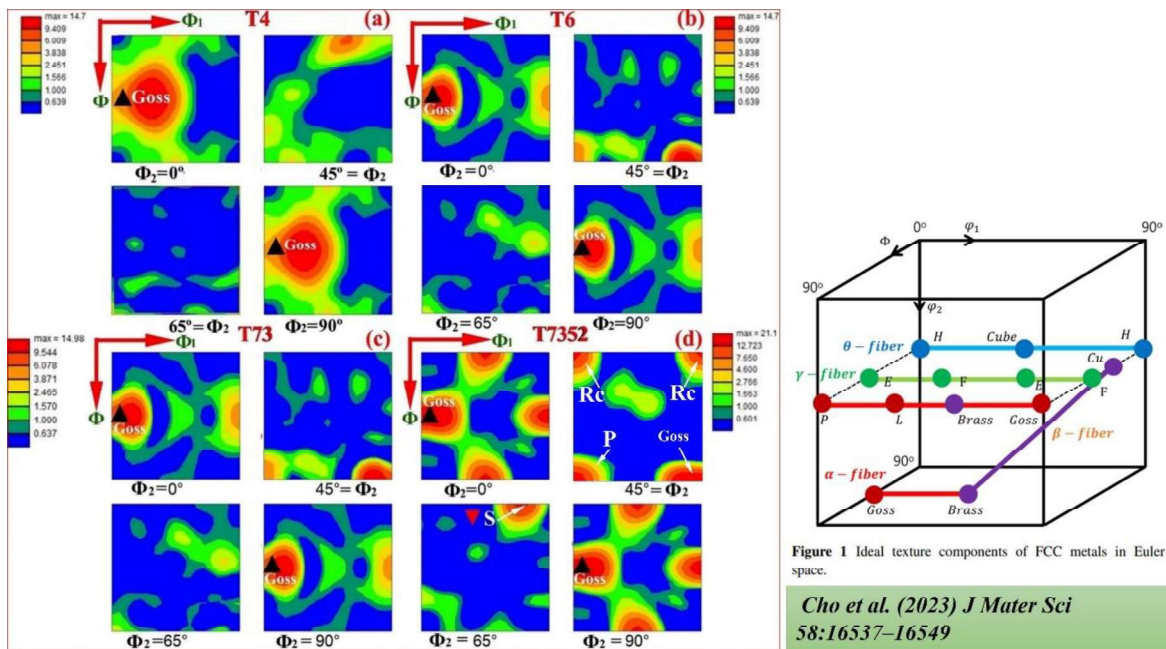 max = 14.7
9.409
6.009
3.838
2.451
1.566
1.000
0.639
Φ₁
T4
(a)
Φ
Goss
Φ₂=0°
45°=Φ₂
Goss
65°=Φ₂
Φ₂=90°
Φ₁
T6
(b)
max = 14.7
9.409
6.009
3.838
2.451
1.566
1.000
0.639
Φ
Goss
Φ₂=0°
45°=Φ₂
Goss
Φ₂=65°
Φ₂=90°
max = 14.98
9.544
6.078
3.871
2.465
1.570
1.000
0.637
Φ₁
T73
(c)
Φ
Goss
Φ₂=0°
45°=Φ₂
Goss
Φ₂=65°
Φ₂=90°
Φ₁
T7352
(d)
max = 21.1
12.723
7.650
4.600
2.766
1.663
1.000
0.601
Φ
Goss
Rc
Rc
P
Goss
Φ₂=0°
45°=Φ₂
S
Goss
Φ₂=65°
Φ₂=90°
0°
φ₁
90°
Φ
90°
φ₂
H
Cube
H
θ-fiber
Cu
γ-fiber
E
F
E
F
P
L
Brass
Goss
β-fiber
90°
α-fiber
Goss
Brass
Figure 1 Ideal texture components of FCC metals in Euler
space.
Cho et al. (2023) J Mater Sci
58:16537–16549